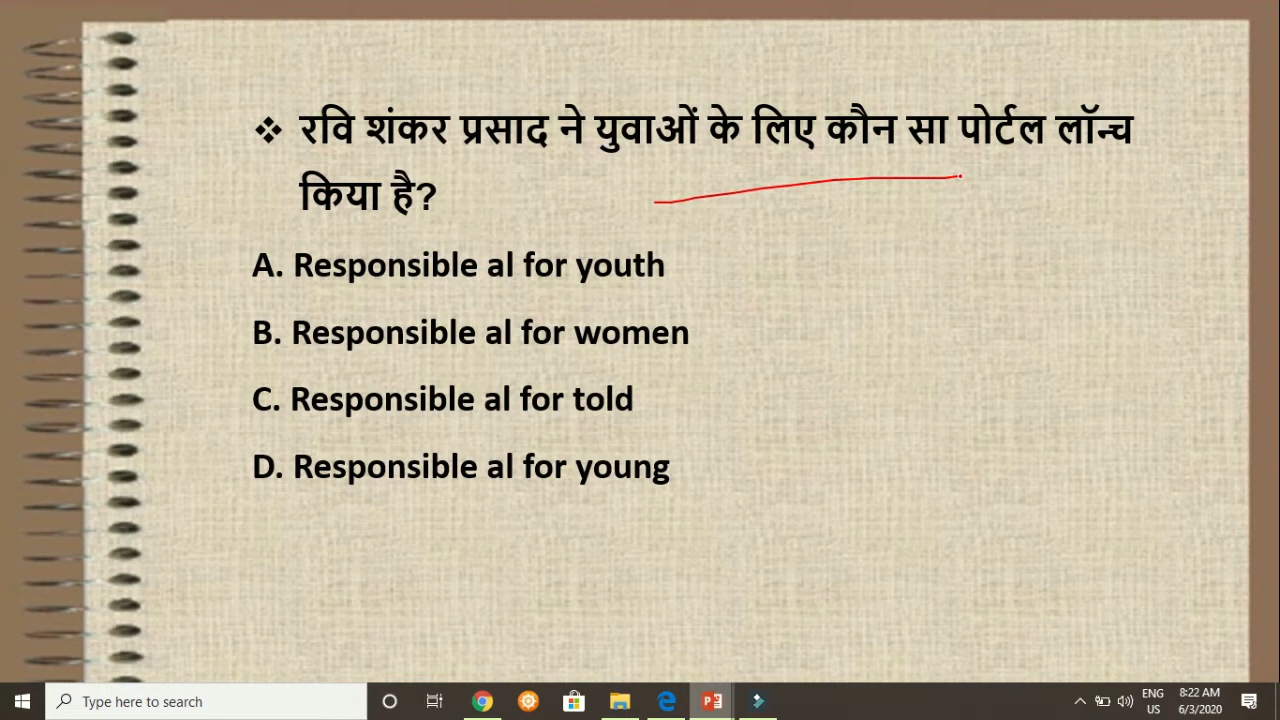 ❖ रवि शंकर प्रसाद ने युवाओं के लिए कौन सा पोर्टल लॉन्च
किया है?
A. Responsible al for youth
B. Responsible al for women
C. Responsible al for told
D. Responsible al for young
Type here to search
ENG
US
8:22 AM
6/3/2020